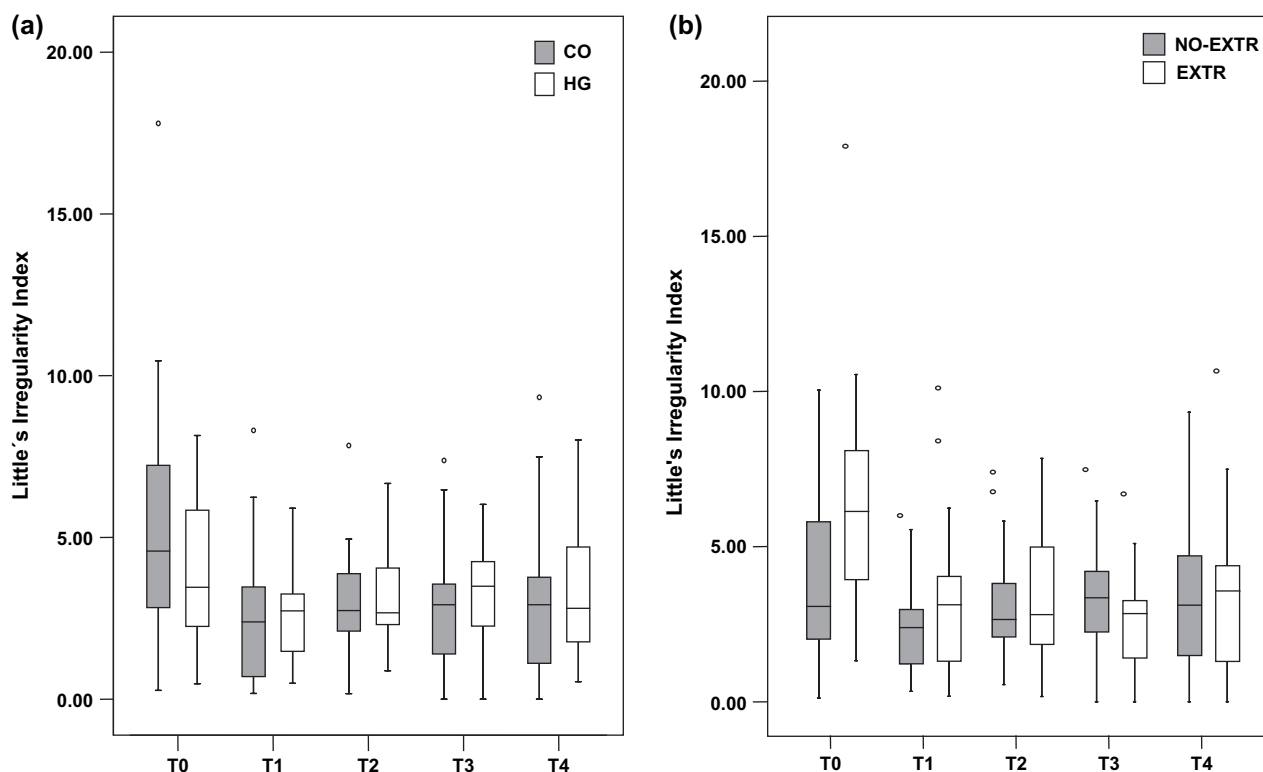 (a)
CO
HG
20.00
15.00
10.00
5.00
0.00
Little´s Irregularity Index
T0 T1 T2 T3 T4
(b)
NO-EXTR
EXTR
20.00
15.00
10.00
5.00
0.00
Little's Irregularity Index
T0 T1 T2 T3 T4